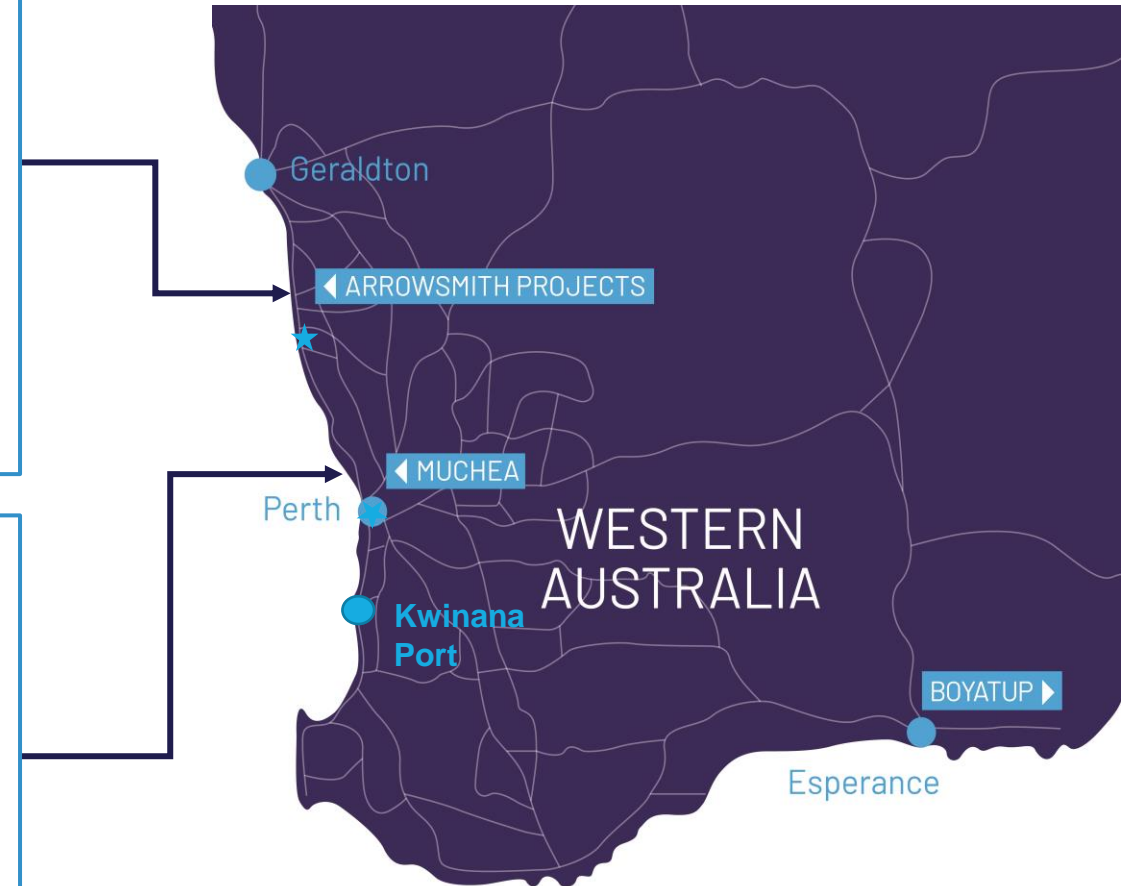 Geraldton
ARROWSMITH PROJECTS
MUCHEA
Perth
WESTERN
AUSTRALIA
Kwinana
Port
BOYATUP
Esperance